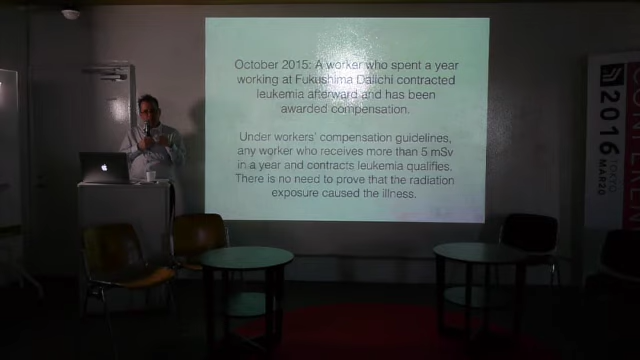 October 2015: A worker who spent a year
working at Fukushima Daiichi contracted
leukemia afterward and has been
awarded compensation.
Under workers' compensation guidelines,
any worker who receives more than 5 mSv
in a year and contracts leukemia qualifies.
There is no need to prove that the radiation
exposure caused the illness.
2016
TOKYO
MAR20